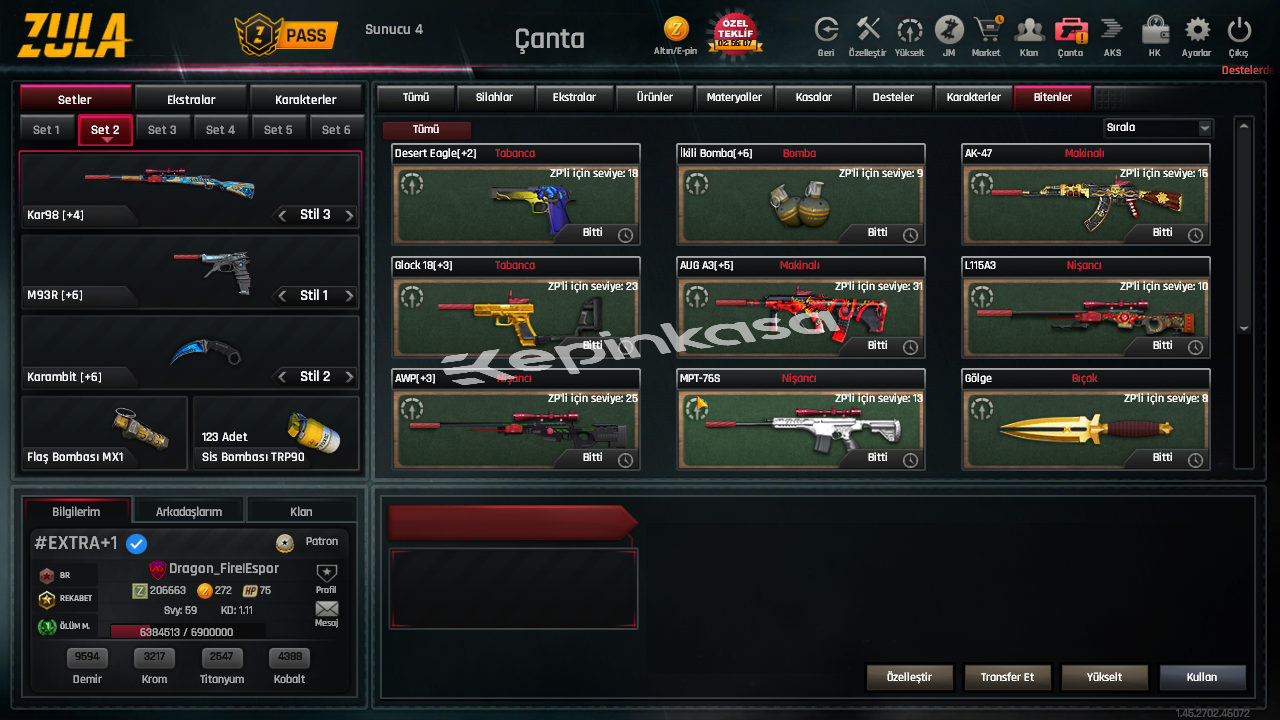 ZULA
Z PASS
Sunucu 4
Çanta
Altın/E-pin
ÖZEL
TEKLİF
02:56:07
Geri
Özelleştir
Yükselt
JM
Market
Klan
Çanta
AKS
HK
Ayarlar
Çıkış
Destelerde
Setler
Ekstralar
Karakterler
Set 1
Set 2
Set 3
Set 4
Set 5
Set 6
Kar98 [+4]
Stil 3
M93R [+6]
Stil 1
Karambit [+6]
Stil 2
Flaş Bombası MX1
123 Adet
Sis Bombası TRP90
Tümü
Silahlar
Ekstralar
Ürünler
Materyaller
Kasalar
Desteler
Karakterler
Bitenler
Tümü
Sırala
Desert Eagle[+2] Tabanca
ZP'li için seviye: 18
Bitti
İkili Bomba[+6] Bomba
ZP'li için seviye: 9
Bitti
AK-47 Makinalı
ZP'li için seviye: 16
Bitti
Glock 18[+3] Tabanca
ZP'li için seviye: 23
Bitti
AUG A3[+5] Makinalı
ZP'li için seviye: 31
Bitti
L115A3 Nişancı
ZP'li için seviye: 10
Bitti
epinkasa
AWP[+3] Nişancı
ZP'li için seviye: 25
Bitti
MPT-76S Nişancı
ZP'li için seviye: 13
Bitti
Gölge Bıçak
ZP'li için seviye: 8
Bitti
Bilgilerim
Arkadaşlarım
Klan
#EXTRA+1
Patron
Dragon_Fire|Espor
BR
206663
272
HP 75
Profil
REKABET
Svy: 59 KD: 1.11
Mesaj
ÖLÜM M.
6384513 / 6900000
9594
3217
2547
4388
Demir
Krom
Titanyum
Kobalt
Özelleştir
Transfer Et
Yükselt
Kullan
1.45.2702.46072